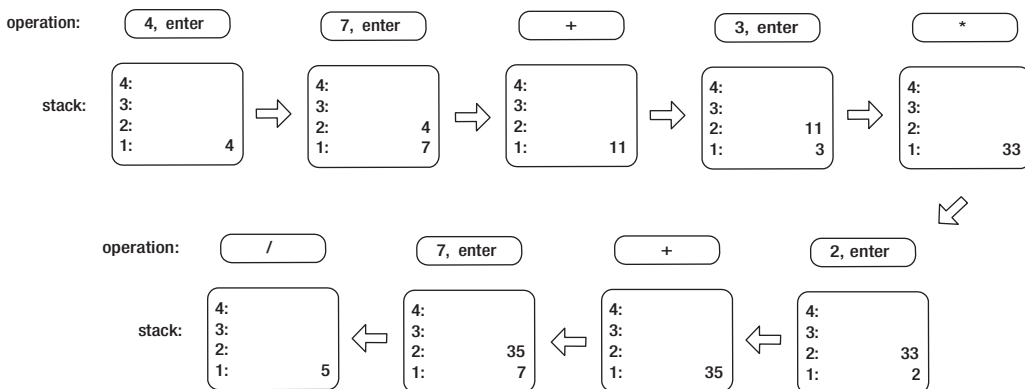 operation: 4, enter 7, enter + 3, enter *
4: 4: 4: 4: 4:
stack: 3: 3: 3: 3: 3:
2: 2: 4 2: 2: 11 2:
1: 4 1: 7 1: 11 1: 3 1: 33
operation: / 7, enter + 2, enter
4: 4: 4: 4:
stack: 3: 3: 3: 3:
2: 2: 35 2: 2: 33
1: 5 1: 7 1: 35 1: 2